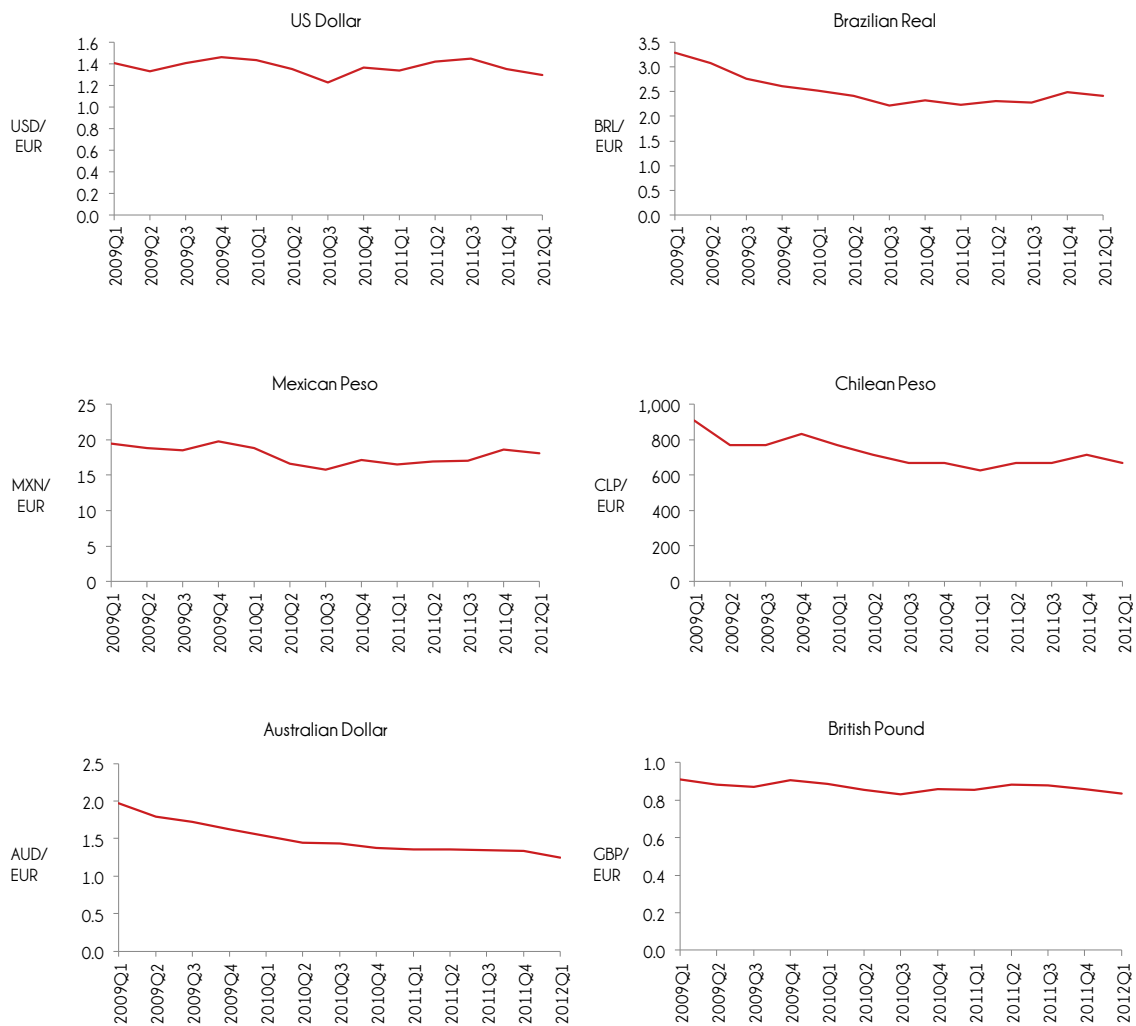 US Dollar
1.6
1.4
1.2
1.0
0.8
0.6
0.4
0.2
0.0
USD/
EUR
2009Q1
2009Q2
2009Q3
2009Q4
2010Q1
2010Q2
2010Q3
2010Q4
2011Q1
2011Q2
2011Q3
2011Q4
2012Q1
Brazilian Real
3.5
3.0
2.5
2.0
1.5
1.0
0.5
0.0
BRL/
EUR
2009Q1
2009Q2
2009Q3
2009Q4
2010Q1
2010Q2
2010Q3
2010Q4
2011Q1
2011Q2
2011Q3
2011Q4
2012Q1
Mexican Peso
25
20
15
10
5
0
MXN/
EUR
2009Q1
2009Q2
2009Q3
2009Q4
2010Q1
2010Q2
2010Q3
2010Q4
2011Q1
2011Q2
2011Q3
2011Q4
2012Q1
Chilean Peso
1,000
800
600
400
200
0
CLP/
EUR
2009Q1
2009Q2
2009Q3
2009Q4
2010Q1
2010Q2
2010Q3
2010Q4
2011Q1
2011Q2
2011Q3
2011Q4
2012Q1
Australian Dollar
2.5
2.0
1.5
1.0
0.5
0.0
AUD/
EUR
2009Q1
2009Q2
2009Q3
2009Q4
2010Q1
2010Q2
2010Q3
2010Q4
2011Q1
2011Q2
2011Q3
2011Q4
2012Q1
British Pound
1.0
0.8
0.6
0.4
0.2
0.0
GBP/
EUR
2009Q1
2009Q2
2009Q3
2009Q4
2010Q1
2010Q2
2010Q3
2010Q4
2011Q1
2011Q2
2011Q3
2011Q4
2012Q1